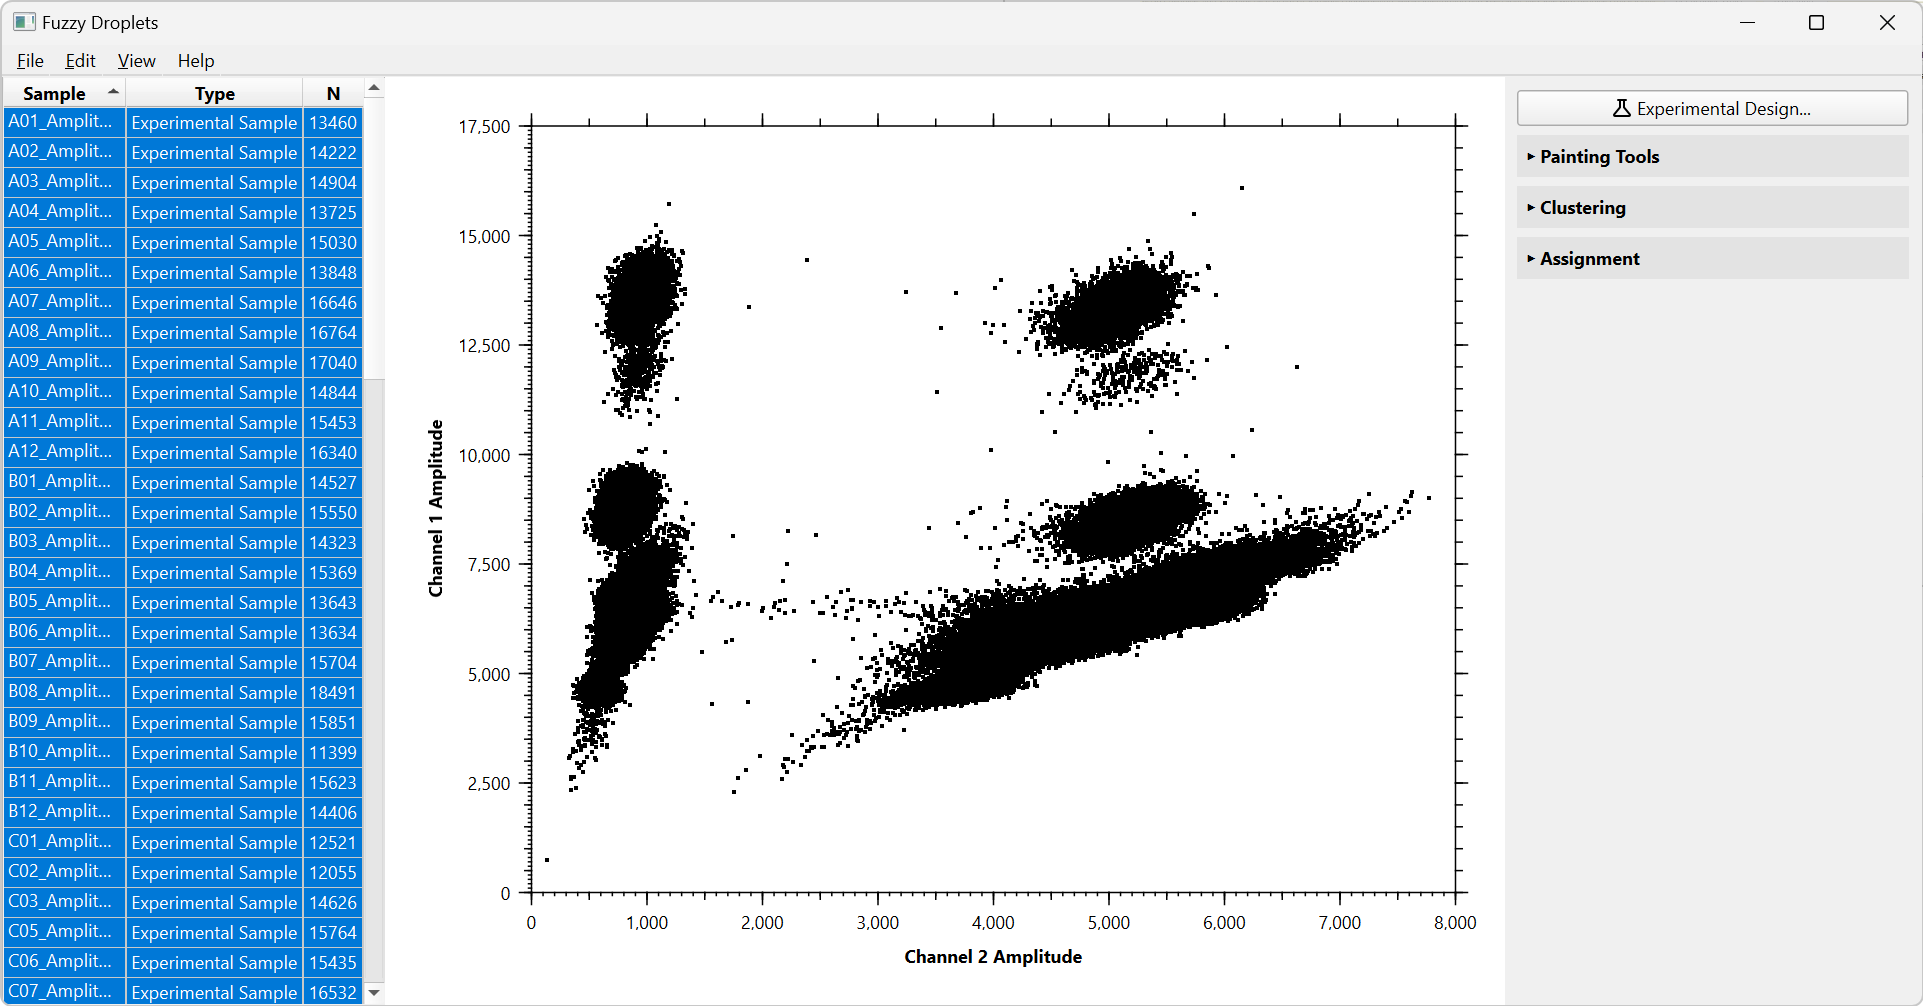 Fuzzy Droplets
File Edit View Help
Sample Type N
A01_Amplit... Experimental Sample 13460
A02_Amplit... Experimental Sample 14222
A03_Amplit... Experimental Sample 14904
A04_Amplit... Experimental Sample 13725
A05_Amplit... Experimental Sample 15030
A06_Amplit... Experimental Sample 13848
A07_Amplit... Experimental Sample 16646
A08_Amplit... Experimental Sample 16764
A09_Amplit... Experimental Sample 17040
A10_Amplit... Experimental Sample 14844
A11_Amplit... Experimental Sample 15453
A12_Amplit... Experimental Sample 16340
B01_Amplit... Experimental Sample 14527
B02_Amplit... Experimental Sample 15550
B03_Amplit... Experimental Sample 14323
B04_Amplit... Experimental Sample 15369
B05_Amplit... Experimental Sample 13643
B06_Amplit... Experimental Sample 13634
B07_Amplit... Experimental Sample 15704
B08_Amplit... Experimental Sample 18491
B09_Amplit... Experimental Sample 15851
B10_Amplit... Experimental Sample 11399
B11_Amplit... Experimental Sample 15623
B12_Amplit... Experimental Sample 14406
C01_Amplit... Experimental Sample 12521
C02_Amplit... Experimental Sample 12055
C03_Amplit... Experimental Sample 14626
C05_Amplit... Experimental Sample 15764
C06_Amplit... Experimental Sample 15435
C07_Amplit... Experimental Sample 16532
Channel 1 Amplitude
17,500
15,000
12,500
10,000
7,500
5,000
2,500
0
0 1,000 2,000 3,000 4,000 5,000 6,000 7,000 8,000
Channel 2 Amplitude
Experimental Design...
Painting Tools
Clustering
Assignment